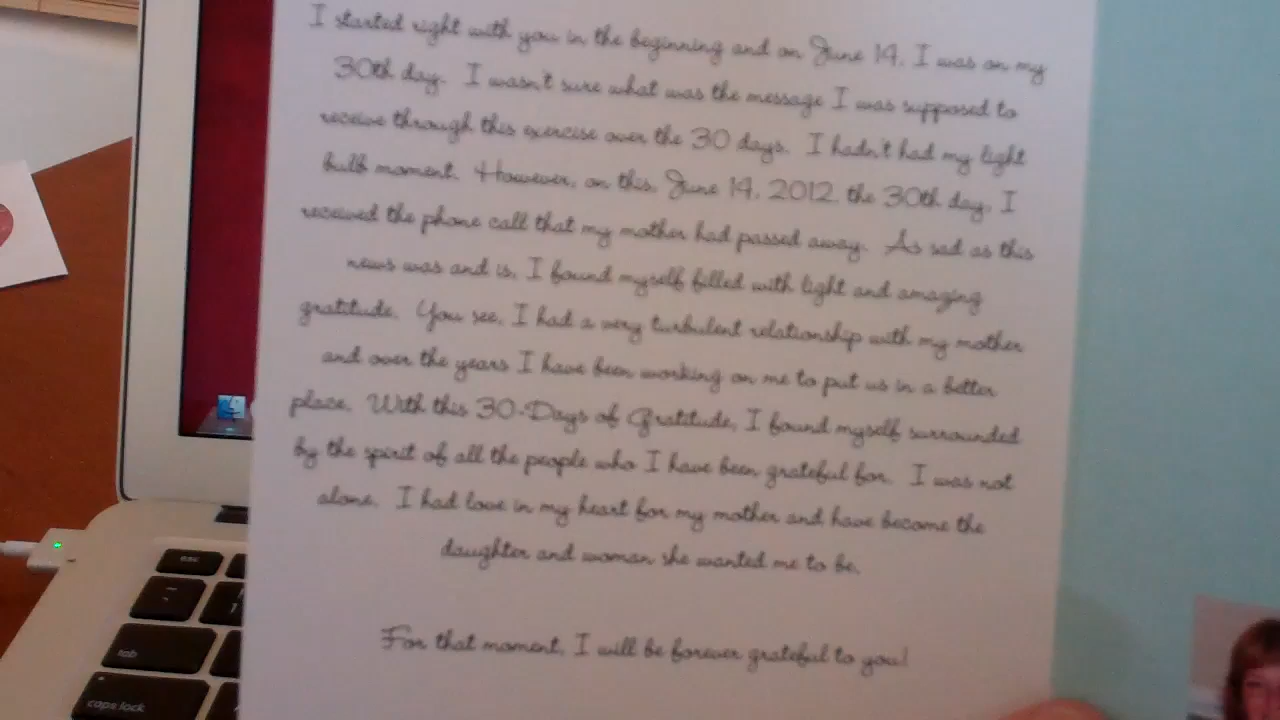 I started right with you in the beginning and on June 14, I was on my
30th day. I wasn't sure what was the message I was supposed to
receive through this exercise over the 30 days. I hadn't had my light
bulb moment. However, on this, June 14, 2012, the 30th day, I
received the phone call that my mother had passed away. As sad as this
news was and is, I found myself filled with light and amazing
gratitude. You see, I had a very turbulent relationship with my mother
and over the years I have been working on me to put us in a better
place. With this 30-Days of Gratitude, I found myself surrounded
by the spirit of all the people who I have been grateful for. I was not
alone. I had love in my heart for my mother and have become the
daughter and woman she wanted me to be.
For that moment, I will be forever grateful to you!
esc
tab
caps lock